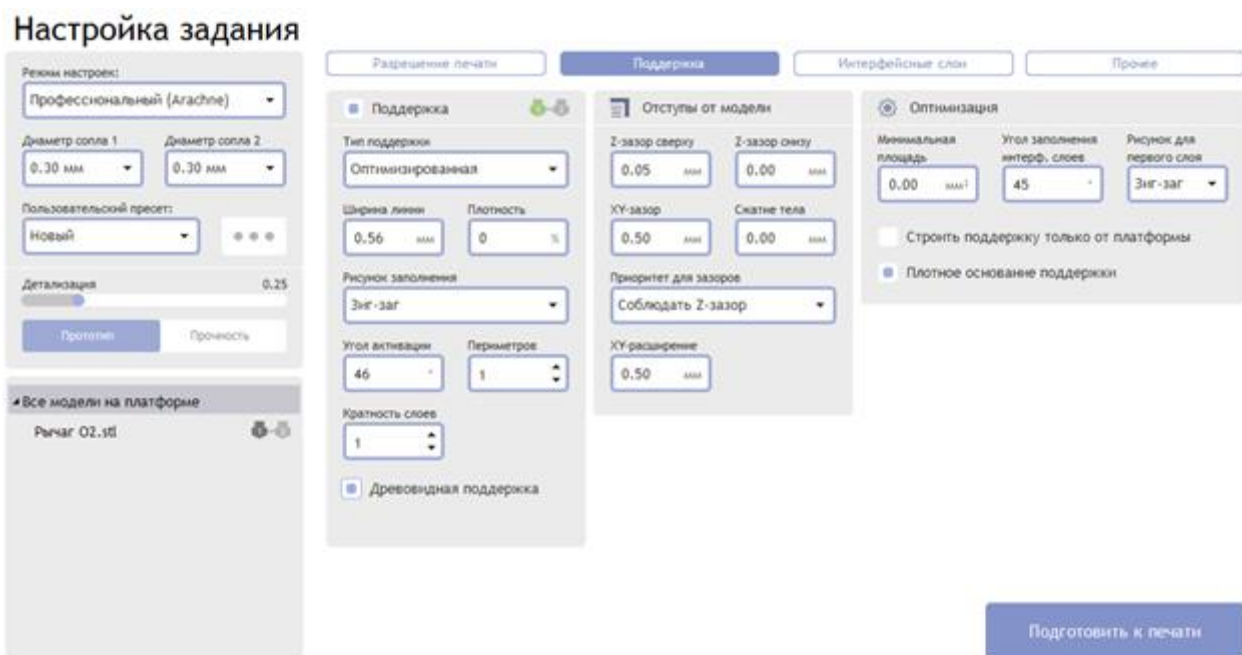 Настройка задания
Режим настроек:
Профессиональный (Arachne)
Диаметр сопла 1 Диаметр сопла 2
0.30 мм 0.30 мм
Пользовательский пресет:
Новый
Детализация 0.25
Прототип Прочность
Все модели на платформе
Рычаг O2.stl
Разрешение печати Поддержка Интерфейсные слои Прочее
Поддержка
Тип поддержки
Оптимизированная
Ширина линии Плотность
0.56 мм 0 %
Рисунок заполнения
Зиг-заг
Угол активации Периметров
46 ° 1
Кратность слоев
1
Древовидная поддержка
Отступы от модели
Z-зазор сверху Z-зазор снизу
0.05 мм 0.00 мм
XY-зазор Сжатие тела
0.50 мм 0.00 мм
Приоритет для зазоров
Соблюдать Z-зазор
XY-расширение
0.50 мм
Оптимизация
Минимальная площадь Угол заполнения интерф. слоев Рисунок для первого слоя
0.00 мм² 45 ° Зиг-заг
Строить поддержку только от платформы
Плотное основание поддержки
Подготовить к печати